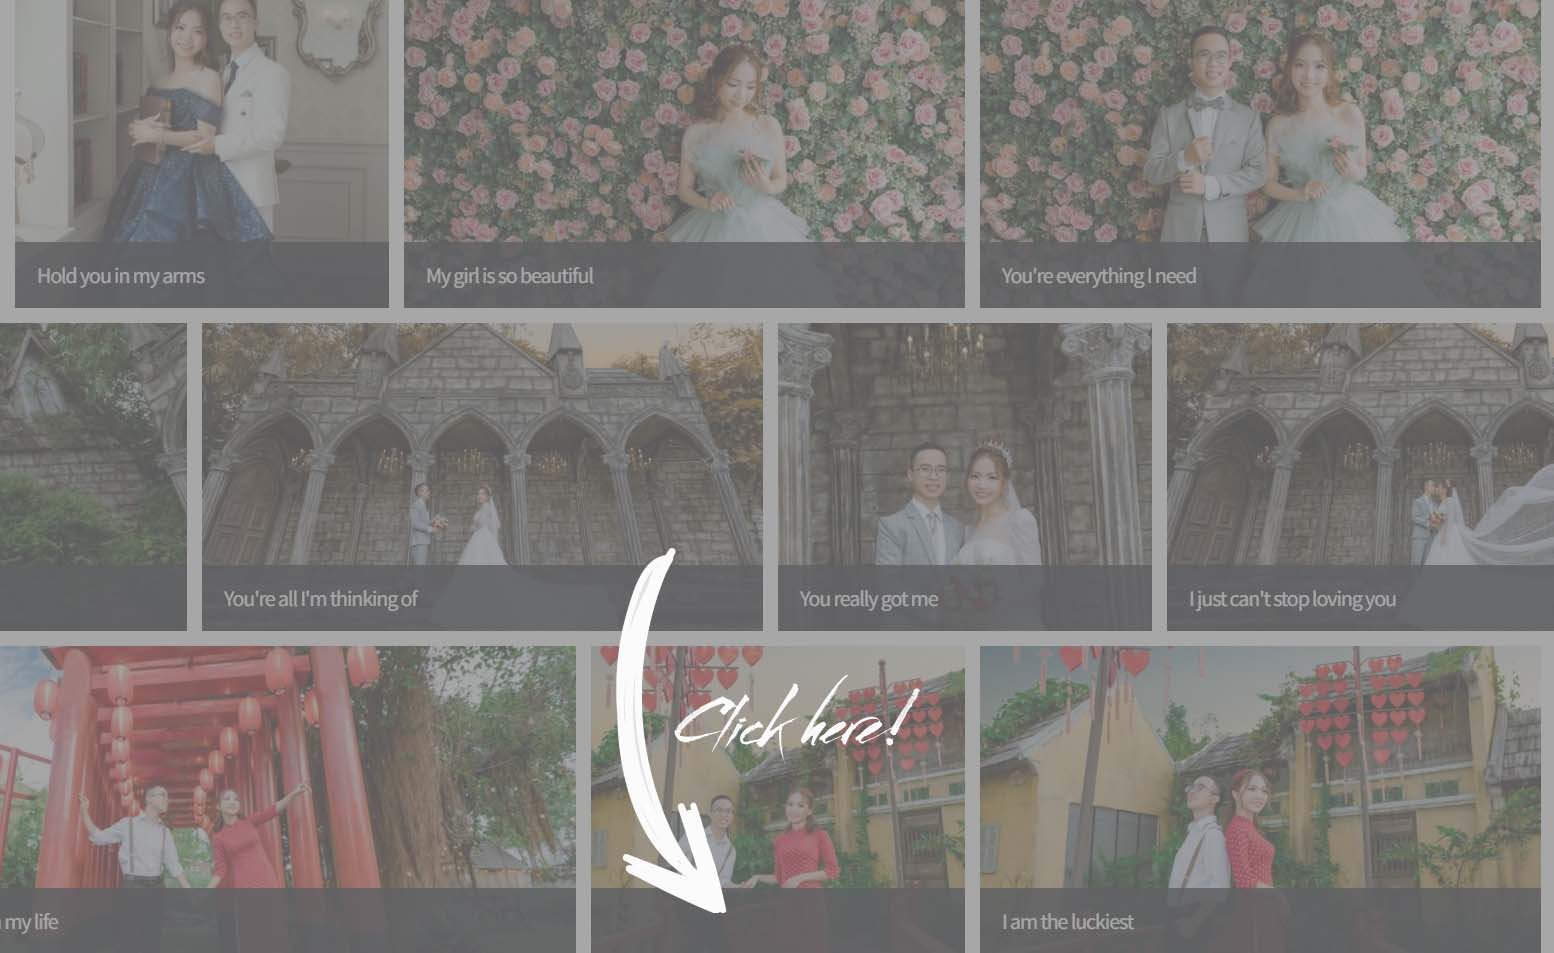 Hold you in my arms
My girl is so beautiful
You're everything I need
You're all I'm thinking of
You really got me
I just can't stop loving you
Click here!
my life
I am the luckiest